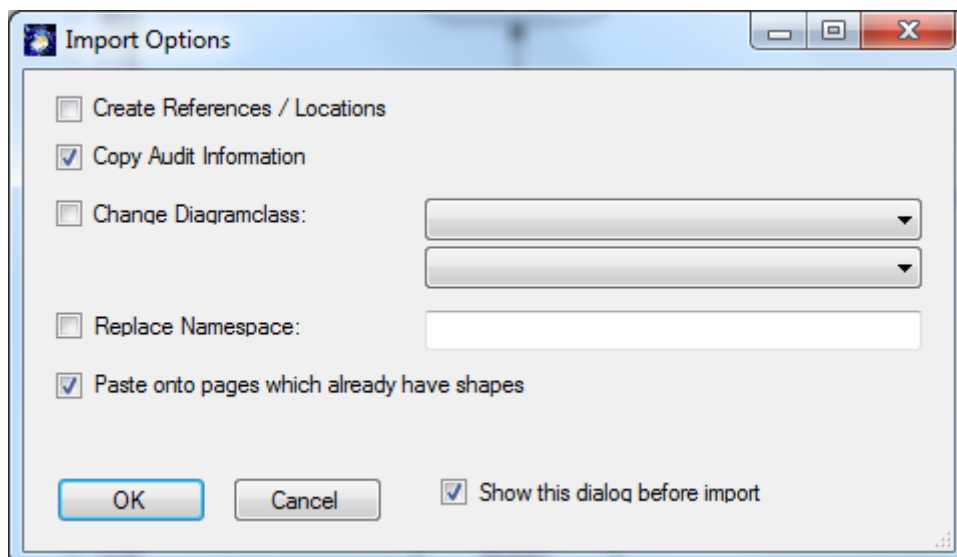 Import Options
Create References / Locations
Copy Audit Information
Change Diagramclass:
Replace Namespace:
Paste onto pages which already have shapes
OK Cancel Show this dialog before import